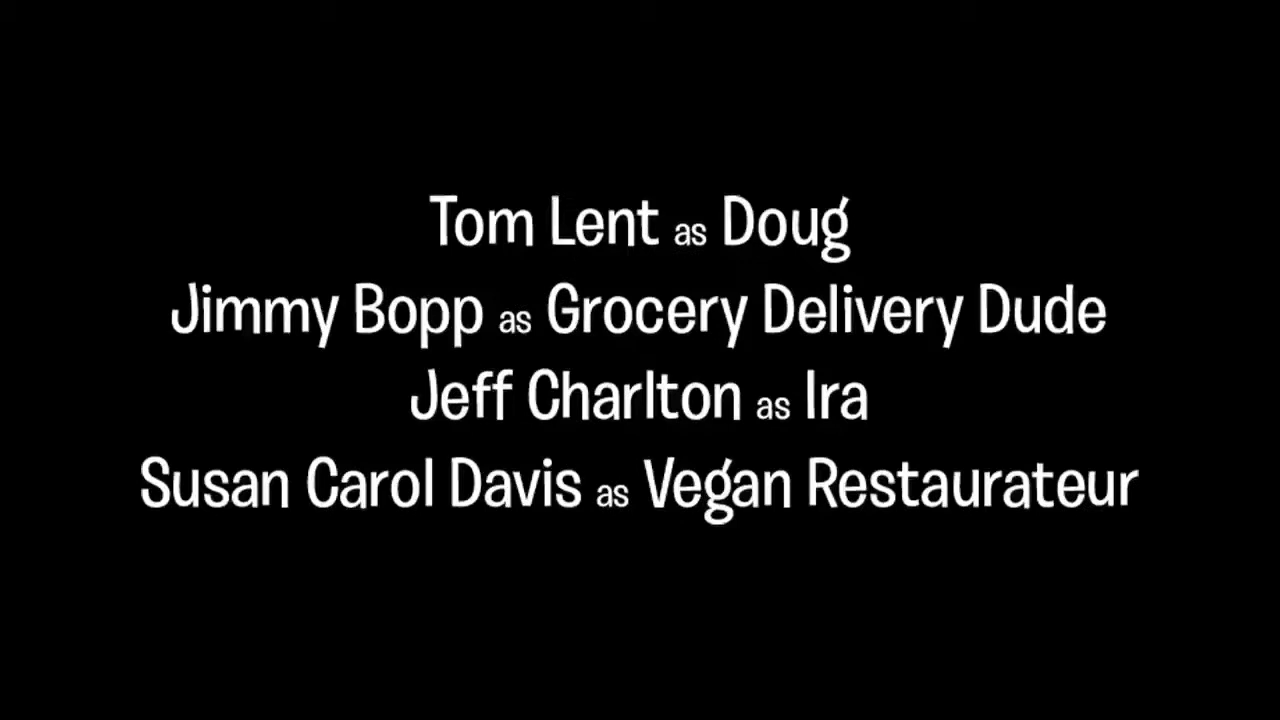 Tom Lent as Doug
Jimmy Bopp as Grocery Delivery Dude
Jeff Charlton as Ira
Susan Carol Davis as Vegan Restaurateur